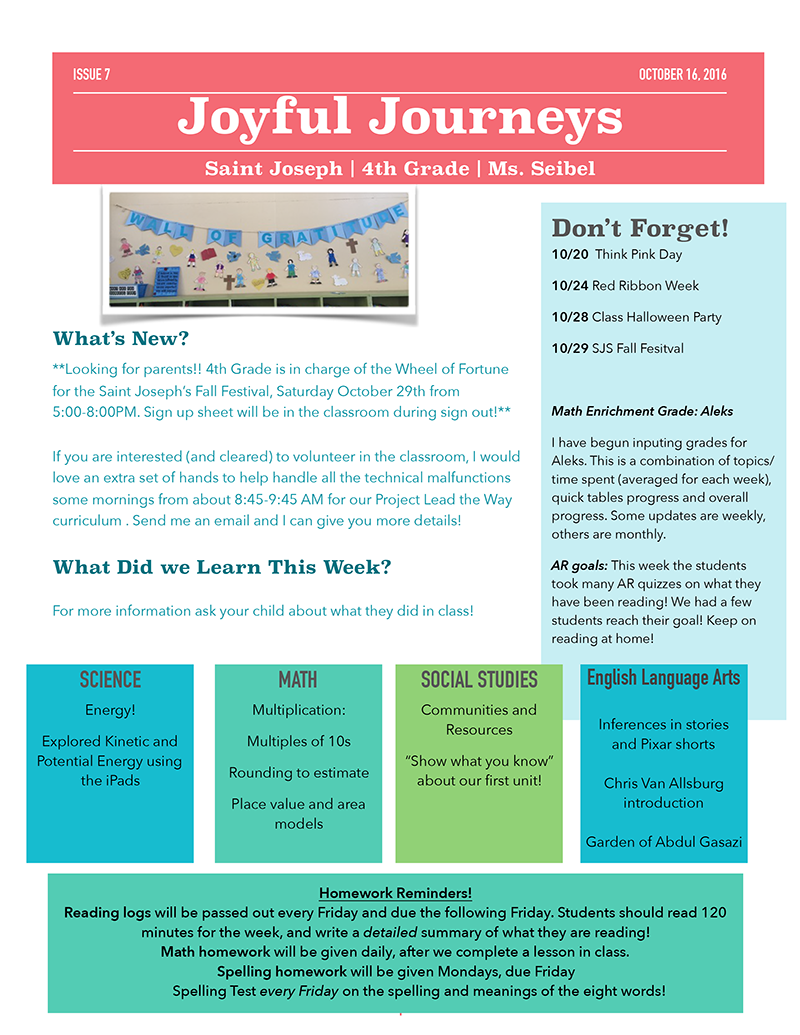 ISSUE 7
OCTOBER 16, 2016
Joyful Journeys
Saint Joseph | 4th Grade | Ms. Seibel
WALL OF GRATITUDE
What's New?
**Looking for parents!! 4th Grade is in charge of the Wheel of Fortune
for the Saint Joseph's Fall Festival, Saturday October 29th from
5:00-8:00PM. Sign up sheet will be in the classroom during sign out!**
If you are interested (and cleared) to volunteer in the classroom, I would
love an extra set of hands to help handle all the technical malfunctions
some mornings from about 8:45-9:45 AM for our Project Lead the Way
curriculum . Send me an email and I can give you more details!
What Did we Learn This Week?
For more information ask your child about what they did in class!
Don't Forget!
10/20 Think Pink Day
10/24 Red Ribbon Week
10/28 Class Halloween Party
10/29 SJS Fall Fesitval
Math Enrichment Grade: Aleks
I have begun inputing grades for
Aleks. This is a combination of topics/
time spent (averaged for each week),
quick tables progress and overall
progress. Some updates are weekly,
others are monthly.
AR goals: This week the students
took many AR quizzes on what they
have been reading! We had a few
students reach their goal! Keep on
reading at home!
SCIENCE
Energy!
Explored Kinetic and
Potential Energy using
the iPads
MATH
Multiplication:
Multiples of 10s
Rounding to estimate
Place value and area
models
SOCIAL STUDIES
Communities and
Resources
"Show what you know"
about our first unit!
English Language Arts
Inferences in stories
and Pixar shorts
Chris Van Allsburg
introduction
Garden of Abdul Gasazi
Homework Reminders!
Reading logs will be passed out every Friday and due the following Friday. Students should read 120
minutes for the week, and write a detailed summary of what they are reading!
Math homework will be given daily, after we complete a lesson in class.
Spelling homework will be given Mondays, due Friday
Spelling Test every Friday on the spelling and meanings of the eight words!